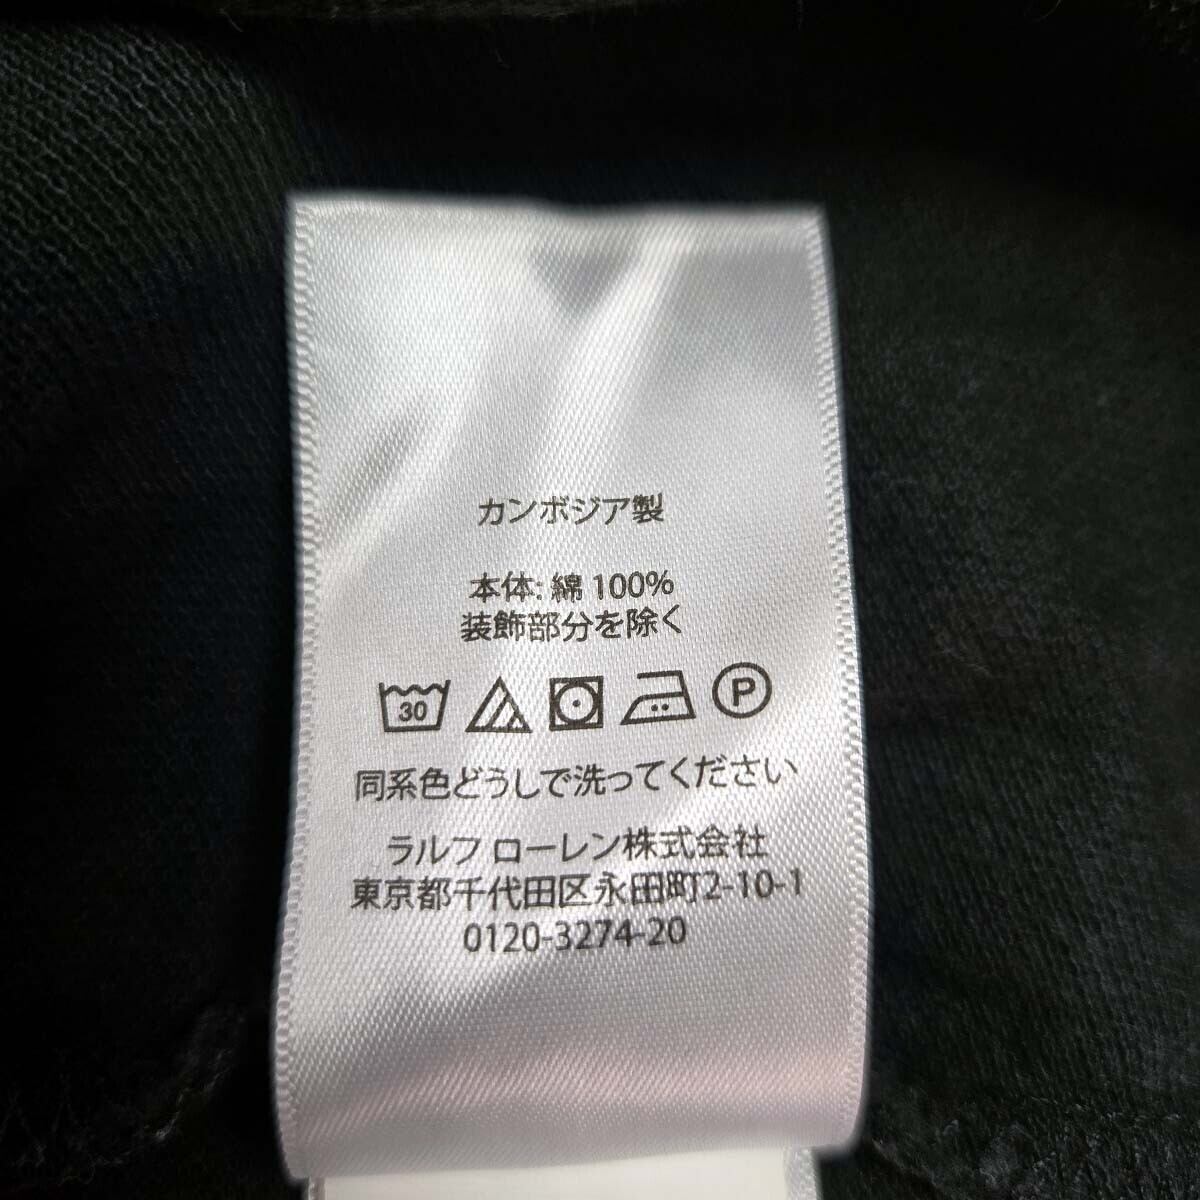 カンボジア製
本体: 綿 100%
装飾部分を除く
30 P
同系色どうしで洗ってください
ラルフ ローレン株式会社
東京都千代田区永田町2-10-1
0120-3274-20